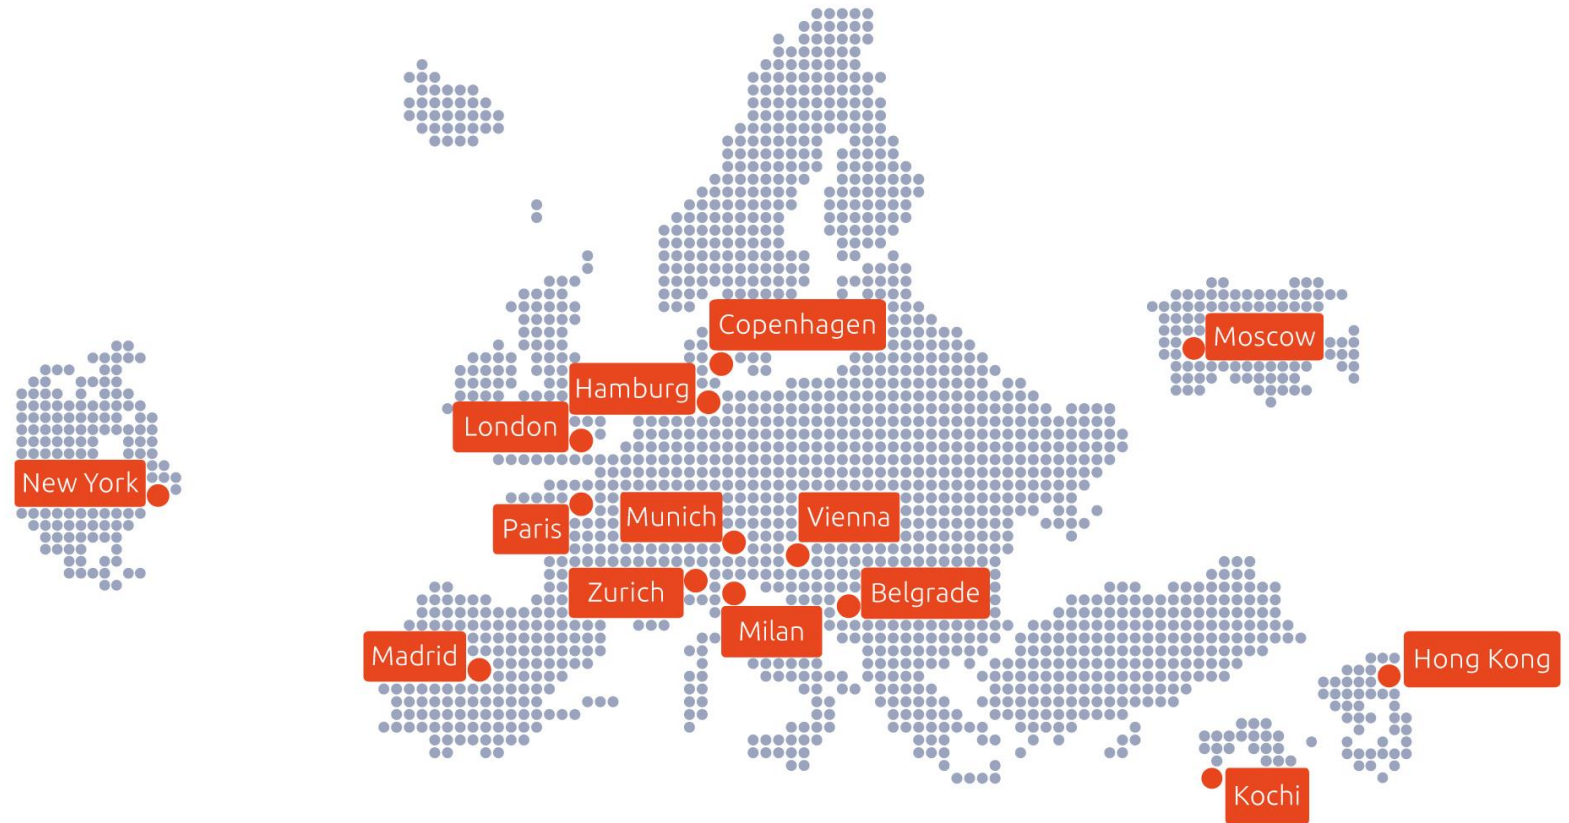 Copenhagen
Moscow
Hamburg
London
New York
Paris
Munich
Vienna
Zurich
Belgrade
Milan
Madrid
Hong Kong
Kochi